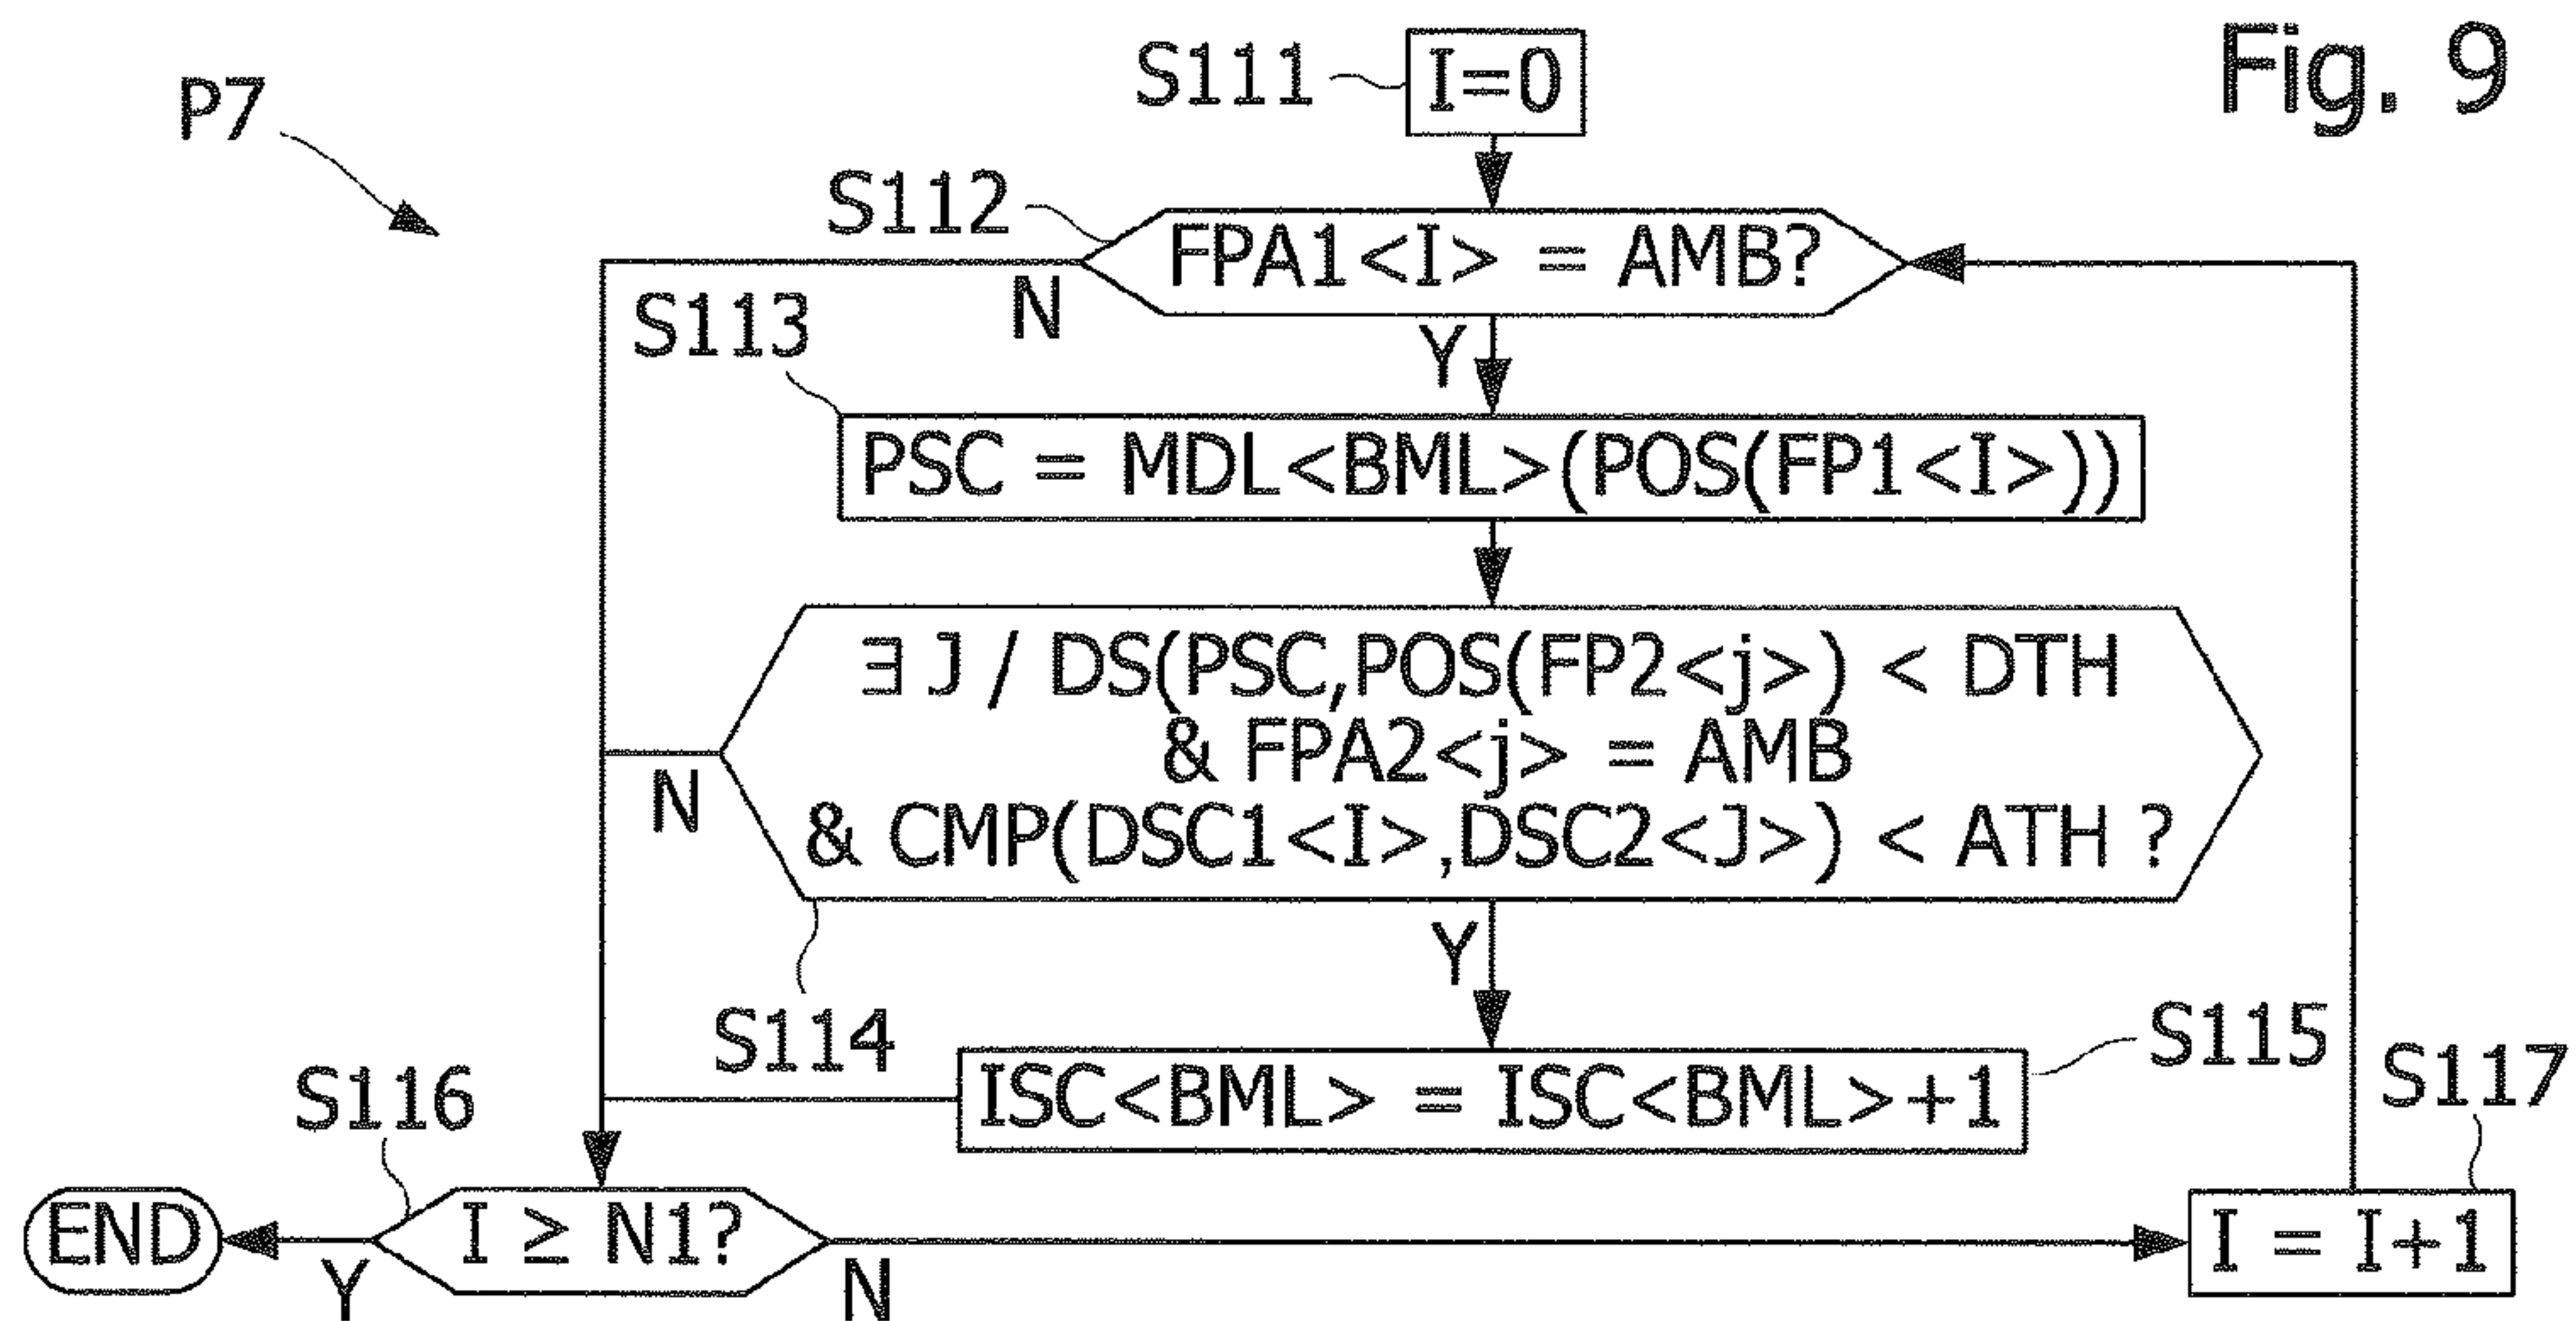 Fig. 9
P7
S111
I=0
S112
FPA1<I> = AMB?
N
Y
S113
PSC = MDL<BML>(POS(FP1<I>))
∃ J / DS(PSC,POS(FP2<j>) < DTH
& FPA2<j> = AMB
& CMP(DSC1<I>,DSC2<J>) < ATH ?
N
Y
S114
S115
ISC<BML> = ISC<BML>+1
S116
S117
END
I ≥ N1?
I = I+1
Y
N